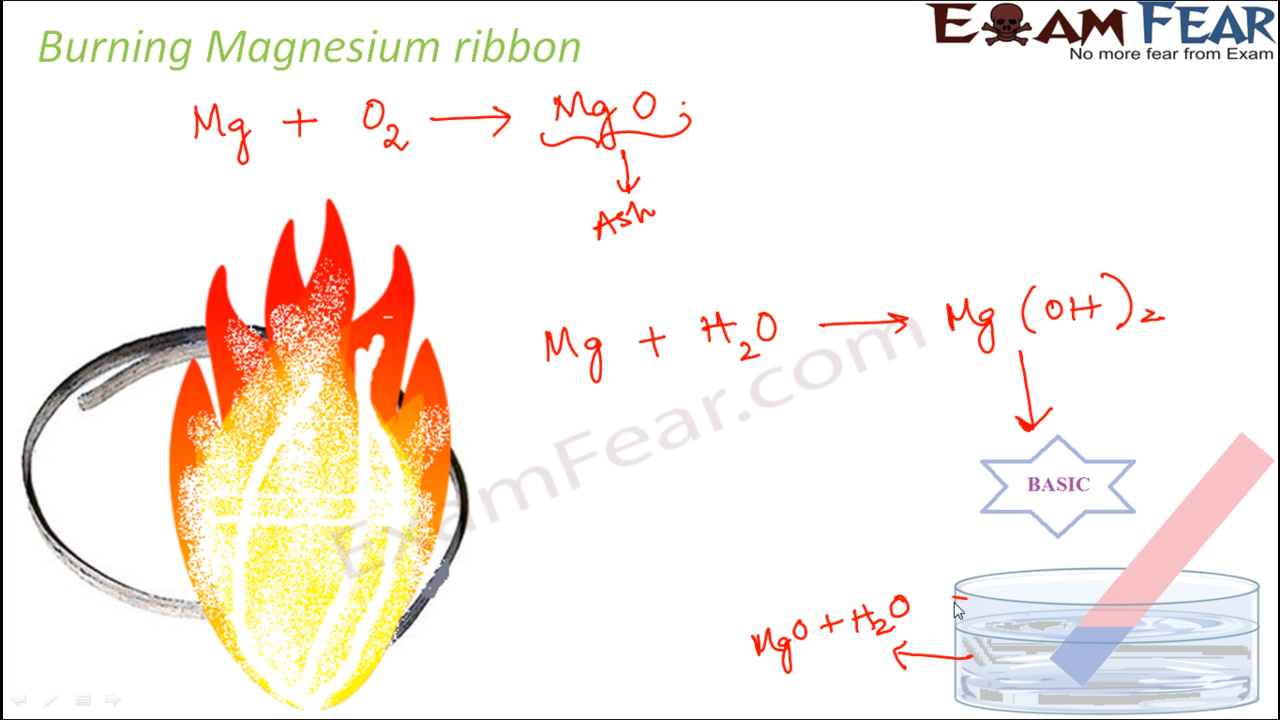 Burning Magnesium ribbon
EXAM FEAR
No more fear from Exam
Mg + O2 → MgO;
Ash
Mg + H2O → Mg(OH)2
ExamFear.com
BASIC
MgO + H2O